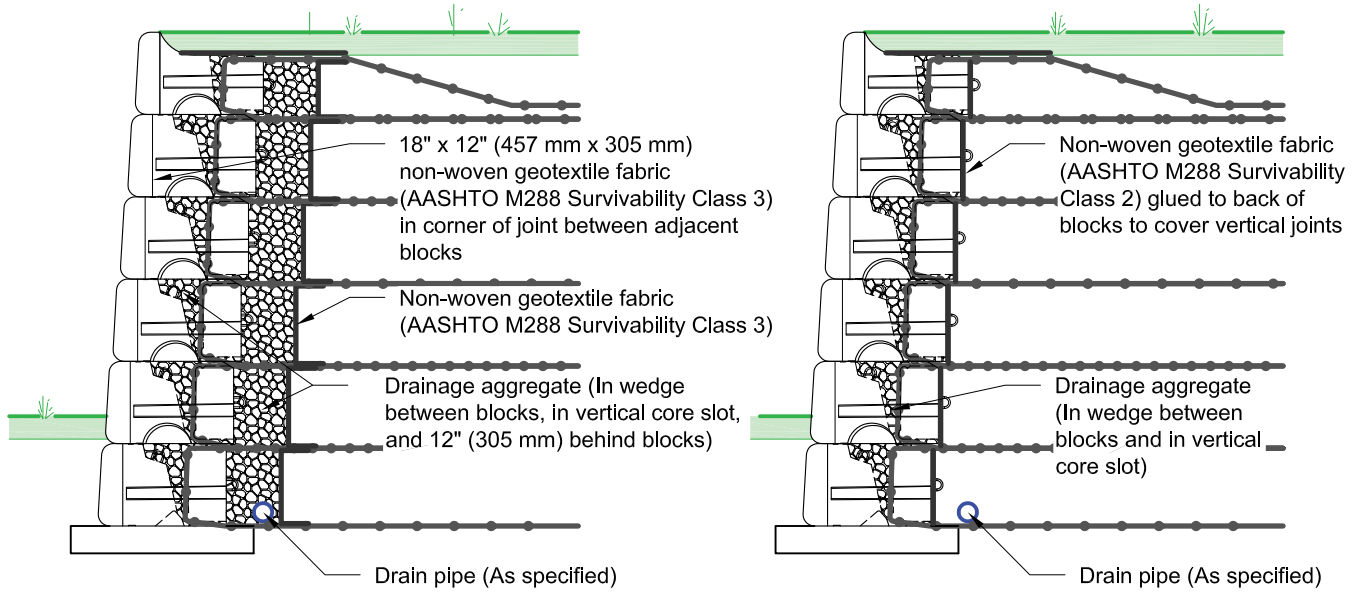 18" x 12" (457 mm x 305 mm)
non-woven geotextile fabric
(AASHTO M288 Survivability Class 3)
in corner of joint between adjacent
blocks
Non-woven geotextile fabric
(AASHTO M288 Survivability Class 3)
Drainage aggregate (In wedge
between blocks, in vertical core slot,
and 12" (305 mm) behind blocks)
Drain pipe (As specified)
Non-woven geotextile fabric
(AASHTO M288 Survivability
Class 2) glued to back of
blocks to cover vertical joints
Drainage aggregate
(In wedge between
blocks and in vertical
core slot)
Drain pipe (As specified)